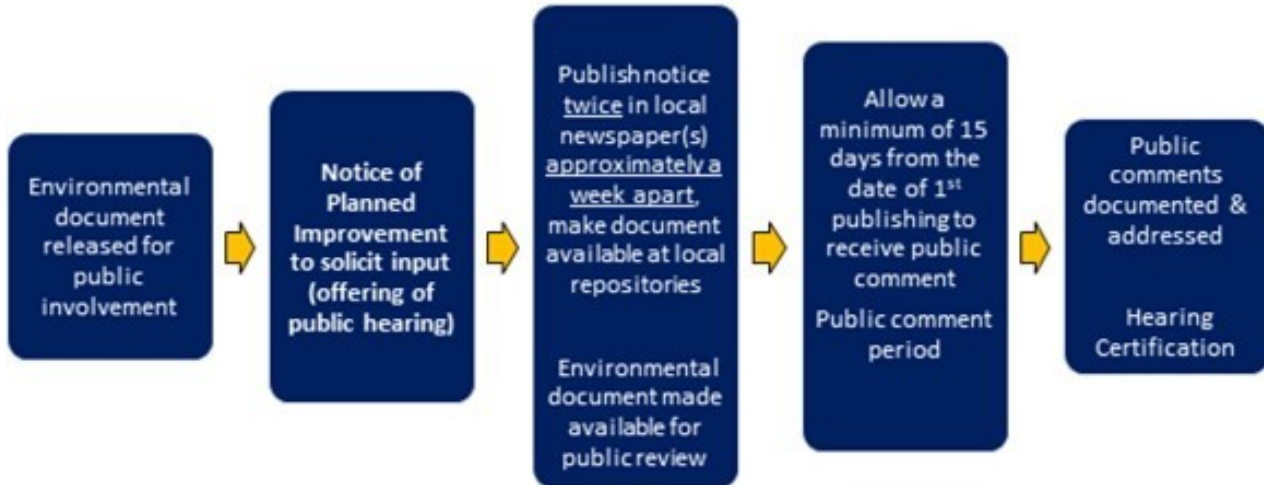 Environmental
document
released for
public
involvement
Notice of
Planned
Improvement
to solicit input
(offering of
public hearing)
Publish notice
twice in local
newspaper(s)
approximately a
week apart,
make document
available at local
repositories
Environmental
document made
available for
public review
Allow a
minimum of 15
days from the
date of 1st
publishing to
receive public
comment
Public comment
period
Public
comments
documented &
addressed
Hearing
Certification